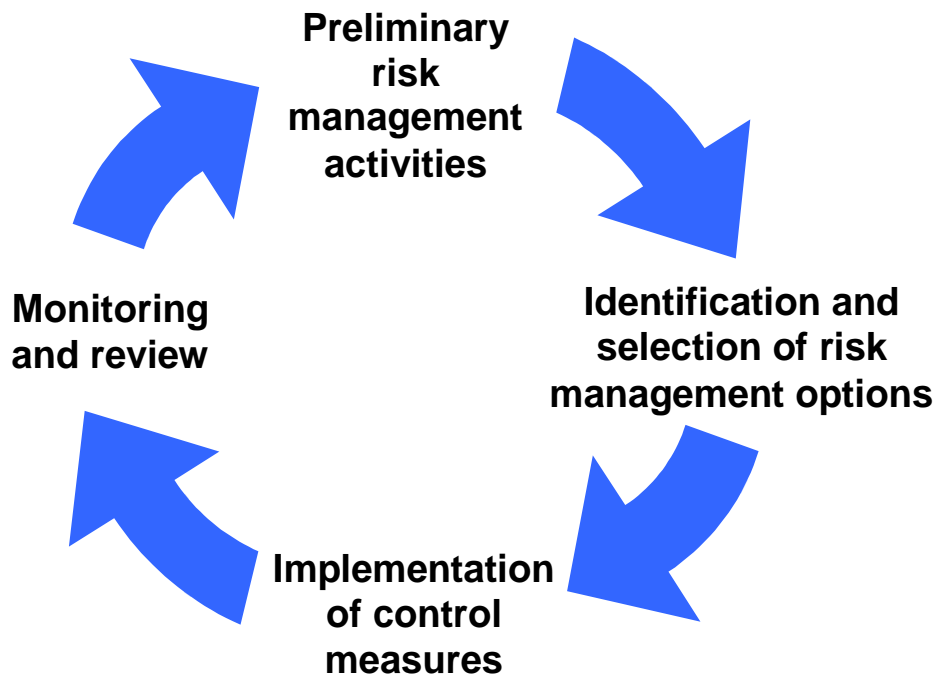 Preliminary
risk
management
activities
Identification and
selection of risk
management options
Implementation
of control
measures
Monitoring
and review